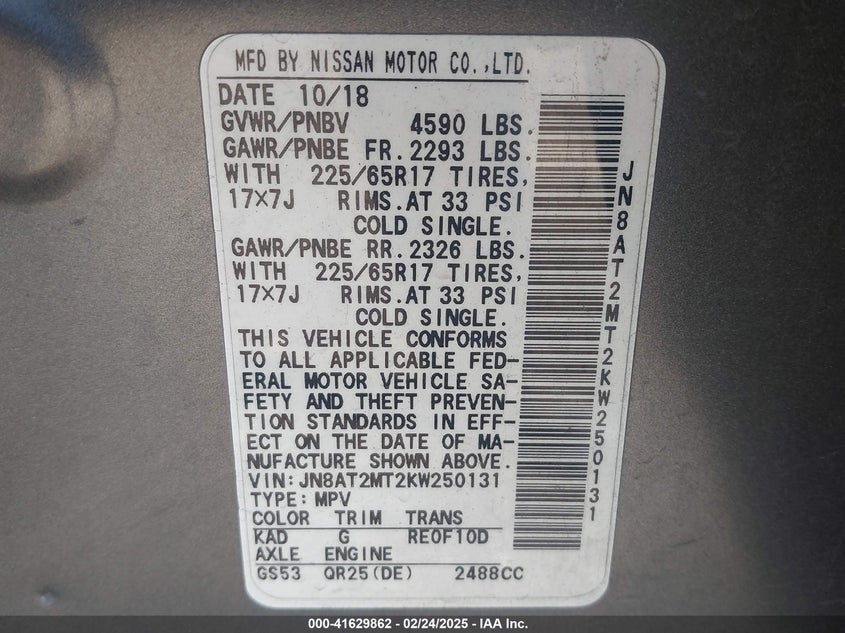 MFD BY NISSAN MOTOR CO.,LTD.
DATE 10/18
GVWR/PNBV 4590 LBS.
GAWR/PNBE FR.2293 LBS.
WITH 225/65R17 TIRES,
17×7J RIMS.AT 33 PSI
COLD SINGLE.
GAWR/PNBE RR.2326 LBS.
WITH 225/65R17 TIRES,
17×7J RIMS.AT 33 PSI
COLD SINGLE.
THIS VEHICLE CONFORMS
TO ALL APPLICABLE FED-
ERAL MOTOR VEHICLE SA-
FETY AND THEFT PREVEN-
TION STANDARDS IN EFF-
ECT ON THE DATE OF MA-
NUFACTURE SHOWN ABOVE.
VIN:JN8AT2MT2KW250131
TYPE:MPV
COLOR TRIM TRANS
KAD G RE0F10D
AXLE ENGINE
GS53 QR25(DE) 2488CC
JN8AT2MT2KW250131
000-41629862 - 02/24/2025 - IAA Inc.